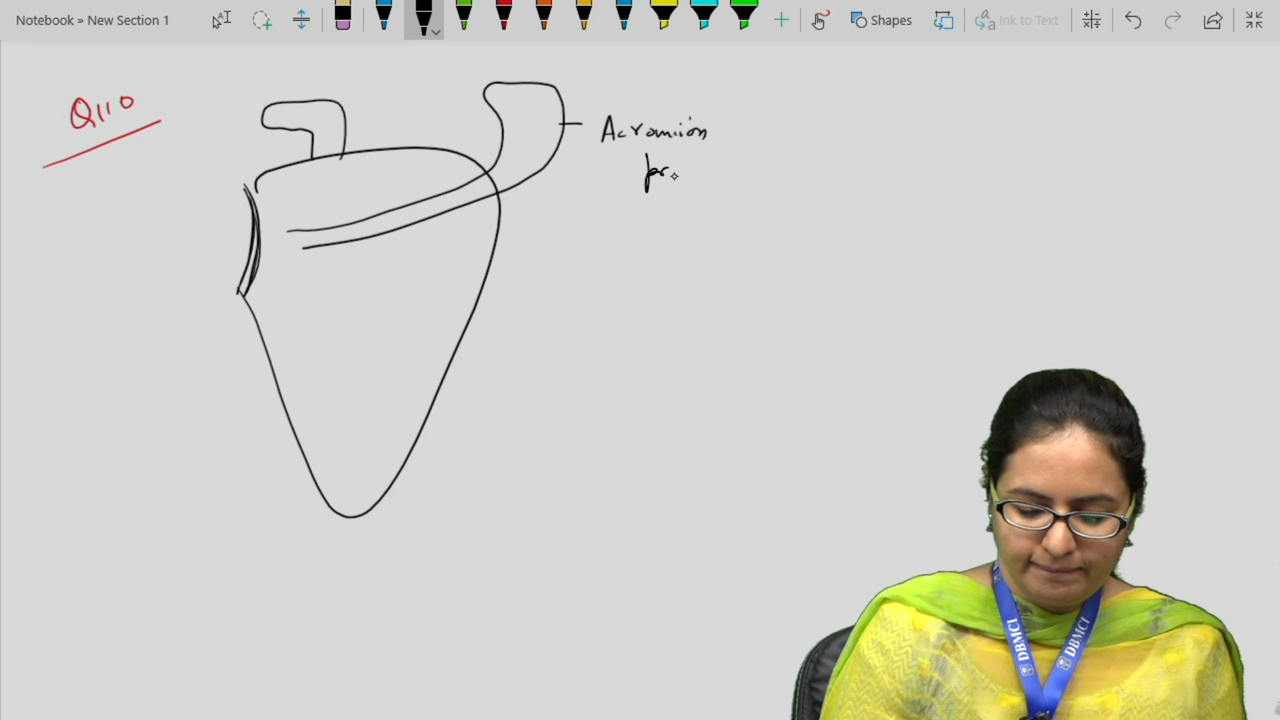 Notebook » New Section 1
Shapes
Ink to Text
Q110
Acromion
pr
DBMCI
DBMCI